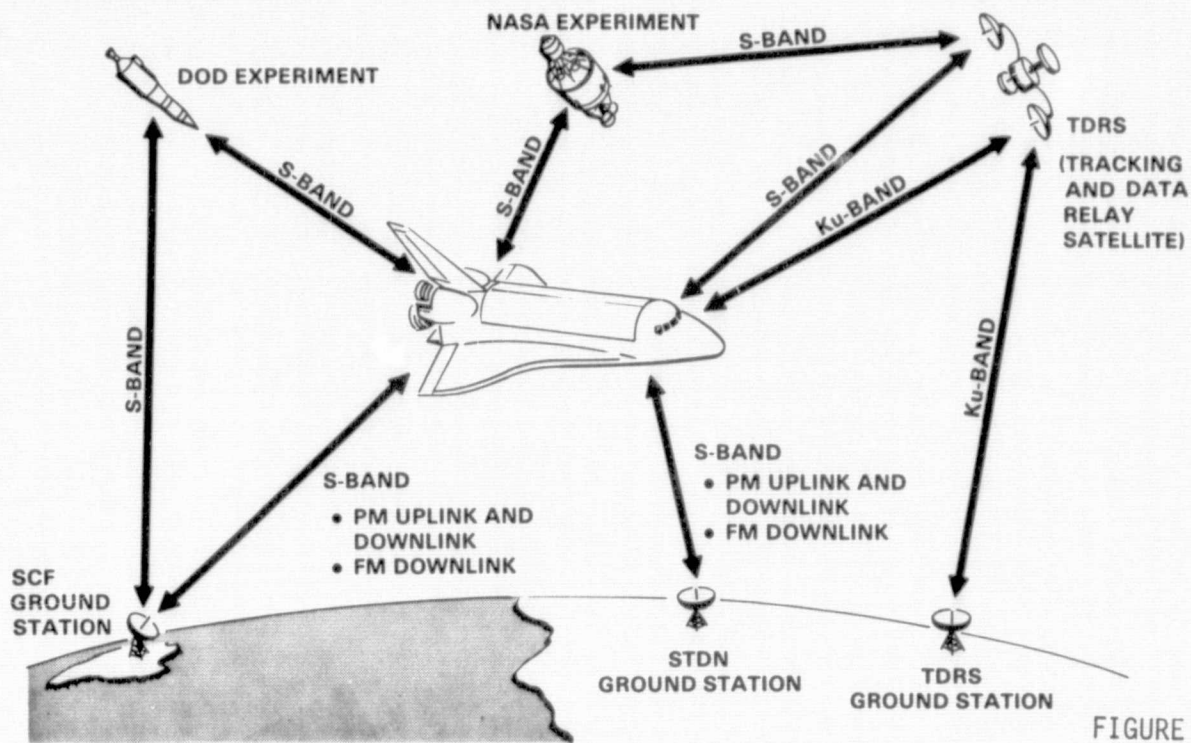 NASA EXPERIMENT
S-BAND
DOD EXPERIMENT
TDRS
(TRACKING
AND DATA
RELAY
SATELLITE)
S-BAND
S-BAND
S-BAND
Ku-BAND
S-BAND
Ku-BAND
S-BAND
• PM UPLINK AND
DOWNLINK
• FM DOWNLINK
S-BAND
• PM UPLINK AND
DOWNLINK
• FM DOWNLINK
SCF
GROUND
STATION
STDN
GROUND STATION
TDRS
GROUND STATION
FIGURE